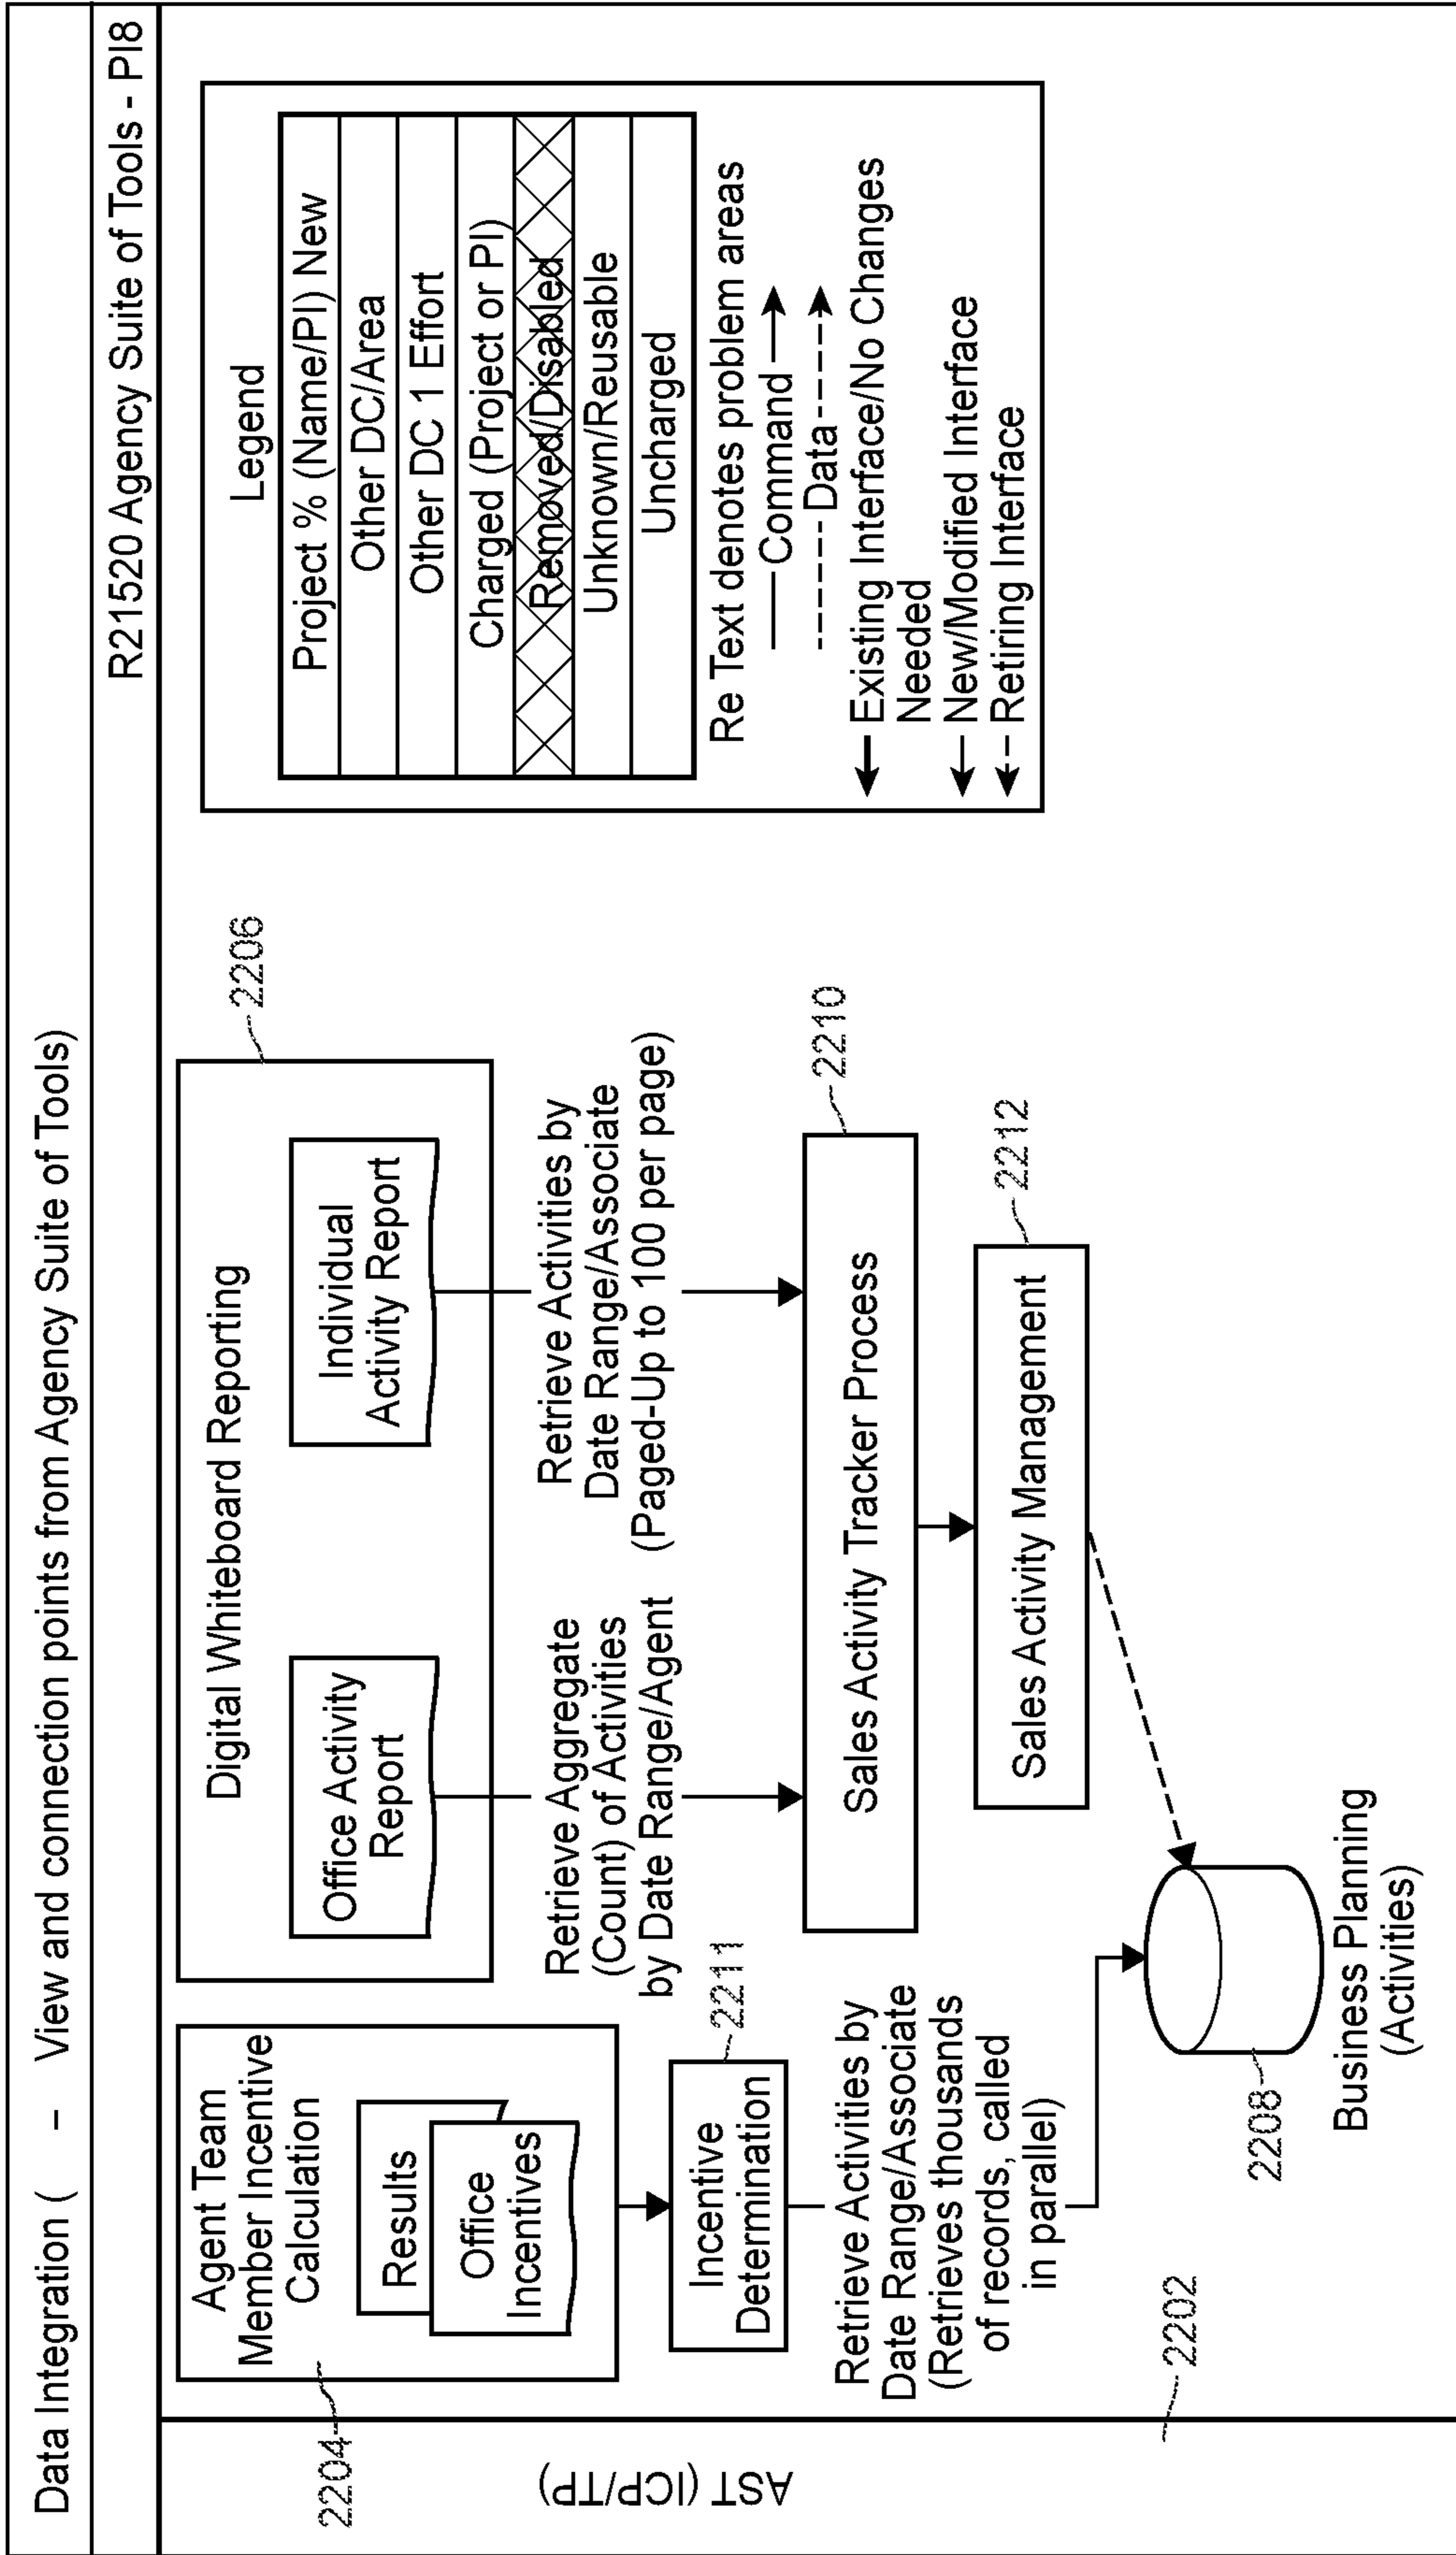 Data Integration ( – View and connection points from Agency Suite of Tools)
R21520 Agency Suite of Tools - PI8
AST (ICP/TP)
2204
Agent Team
Member Incentive
Calculation
Results
Office
Incentives
Incentive
Determination
2211
Retrieve Activities by
Date Range/Associate
(Retrieves thousands
of records, called
in parallel)
2202
Digital Whiteboard Reporting
2206
Office Activity
Report
Individual
Activity Report
Retrieve Aggregate
(Count) of Activities
by Date Range/Agent
Retrieve Activities by
Date Range/Associate
(Paged-Up to 100 per page)
Sales Activity Tracker Process
2210
Sales Activity Management
2212
2208
Business Planning
(Activities)
Legend
Project % (Name/PI) New
Other DC/Area
Other DC 1 Effort
Charged (Project or PI)
Removed/Disabled
Unknown/Reusable
Uncharged
Re Text denotes problem areas
Command
Data
Existing Interface/No Changes
Needed
New/Modified Interface
Retiring Interface